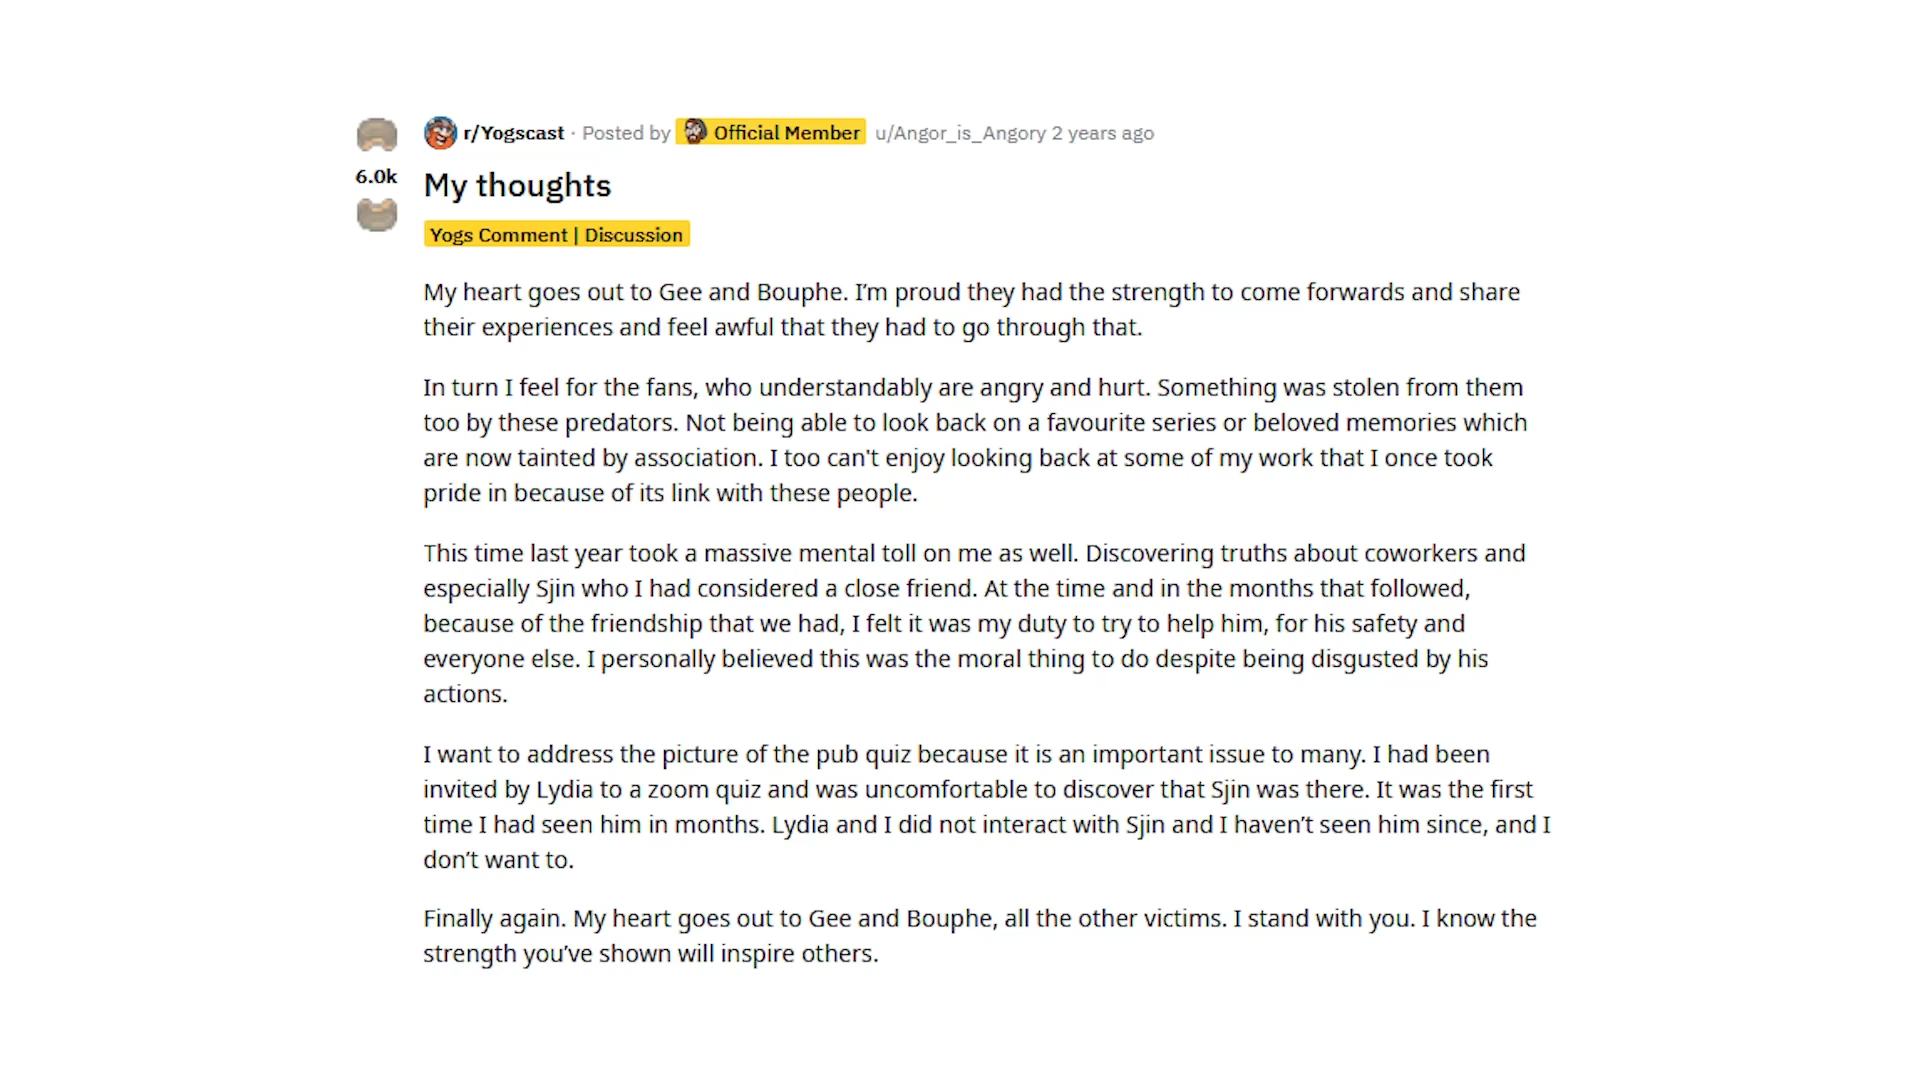 r/Yogscast · Posted by Official Member u/Angor_is_Angory 2 years ago
6.0k
My thoughts
Yogs Comment | Discussion
My heart goes out to Gee and Bouphe. I’m proud they had the strength to come forwards and share
their experiences and feel awful that they had to go through that.
In turn I feel for the fans, who understandably are angry and hurt. Something was stolen from them
too by these predators. Not being able to look back on a favourite series or beloved memories which
are now tainted by association. I too can't enjoy looking back at some of my work that I once took
pride in because of its link with these people.
This time last year took a massive mental toll on me as well. Discovering truths about coworkers and
especially Sjin who I had considered a close friend. At the time and in the months that followed,
because of the friendship that we had, I felt it was my duty to try to help him, for his safety and
everyone else. I personally believed this was the moral thing to do despite being disgusted by his
actions.
I want to address the picture of the pub quiz because it is an important issue to many. I had been
invited by Lydia to a zoom quiz and was uncomfortable to discover that Sjin was there. It was the first
time I had seen him in months. Lydia and I did not interact with Sjin and I haven’t seen him since, and I
don’t want to.
Finally again. My heart goes out to Gee and Bouphe, all the other victims. I stand with you. I know the
strength you’ve shown will inspire others.